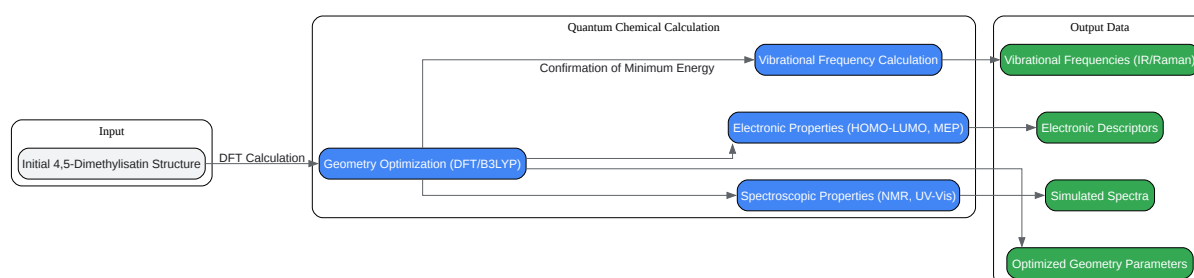 Quantum Chemical Calculation
Output Data
Vibrational Frequency Calculation
Vibrational Frequencies (IR/Raman)
Confirmation of Minimum Energy
Input
Electronic Properties (HOMO-LUMO, MEP)
Electronic Descriptors
Initial 4,5-Dimethylisatin Structure
DFT Calculation
Geometry Optimization (DFT/B3LYP)
Spectroscopic Properties (NMR, UV-Vis)
Simulated Spectra
Optimized Geometry Parameters